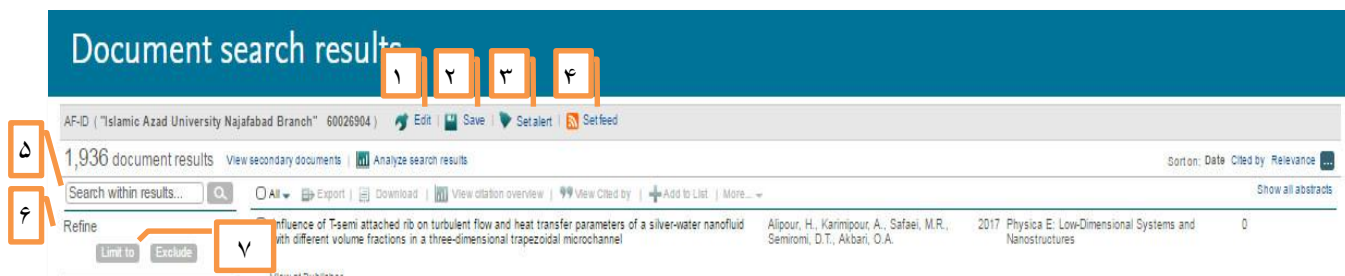 Document search results
۱ ۲ ۳ ۴
AF-ID ( "Islamic Azad University Najafabad Branch" 60026904 ) Edit | Save | Set alert | Set feed
۵
1,936 document results View secondary documents | Analyze search results Sort on: Date Cited by Relevance ...
Search within results... All Export | Download | View citation overview | View Cited by | Add to List | More... Show all abstracts
۶
Refine
Influence of T-semi attached rib on turbulent flow and heat transfer parameters of a silver-water nanofluid Alipour, H., Karimipour, A., Safaei, M.R., 2017 Physica E: Low-Dimensional Systems and 0
with different volume fractions in a three-dimensional trapezoidal microchannel Semiromi, D.T., Akbari, O.A. Nanostructures
Limit to Exclude ۷
View at Publisher